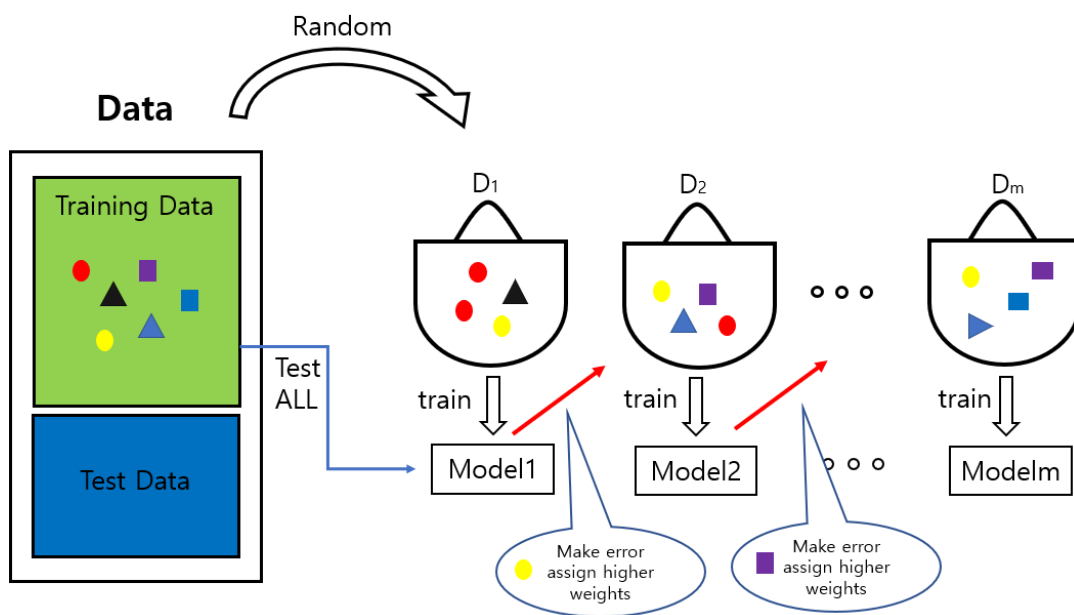 Random
Data
Training Data
Test Data
Test
ALL
D1
D2
Dm
train
train
train
Model1
Model2
Modelm
Make error
assign higher
weights
Make error
assign higher
weights